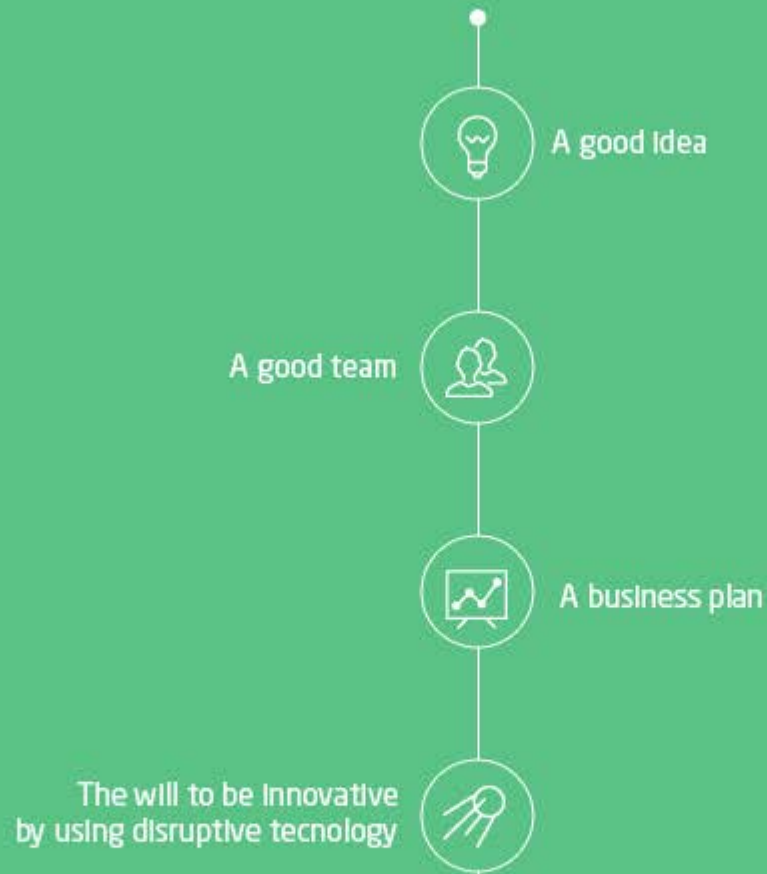 A good idea
A good team
A business plan
The will to be innovative
by using disruptive tecnology